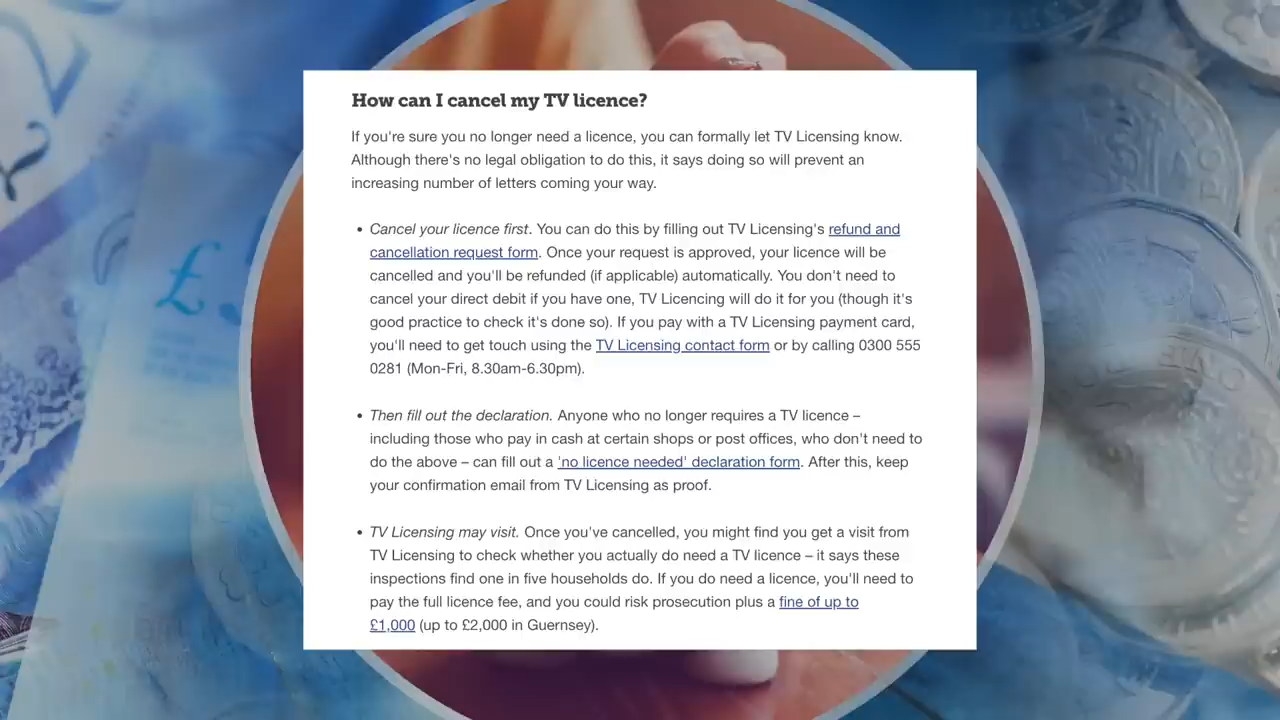 How can I cancel my TV licence?
If you're sure you no longer need a licence, you can formally let TV Licensing know.
Although there's no legal obligation to do this, it says doing so will prevent an
increasing number of letters coming your way.
• Cancel your licence first. You can do this by filling out TV Licensing's refund and
cancellation request form. Once your request is approved, your licence will be
cancelled and you'll be refunded (if applicable) automatically. You don't need to
cancel your direct debit if you have one, TV Licencing will do it for you (though it's
good practice to check it's done so). If you pay with a TV Licensing payment card,
you'll need to get touch using the TV Licensing contact form or by calling 0300 555
0281 (Mon-Fri, 8.30am-6.30pm).
• Then fill out the declaration. Anyone who no longer requires a TV licence –
including those who pay in cash at certain shops or post offices, who don't need to
do the above – can fill out a 'no licence needed' declaration form. After this, keep
your confirmation email from TV Licensing as proof.
• TV Licensing may visit. Once you've cancelled, you might find you get a visit from
TV Licensing to check whether you actually do need a TV licence – it says these
inspections find one in five households do. If you do need a licence, you'll need to
pay the full licence fee, and you could risk prosecution plus a fine of up to
£1,000 (up to £2,000 in Guernsey).